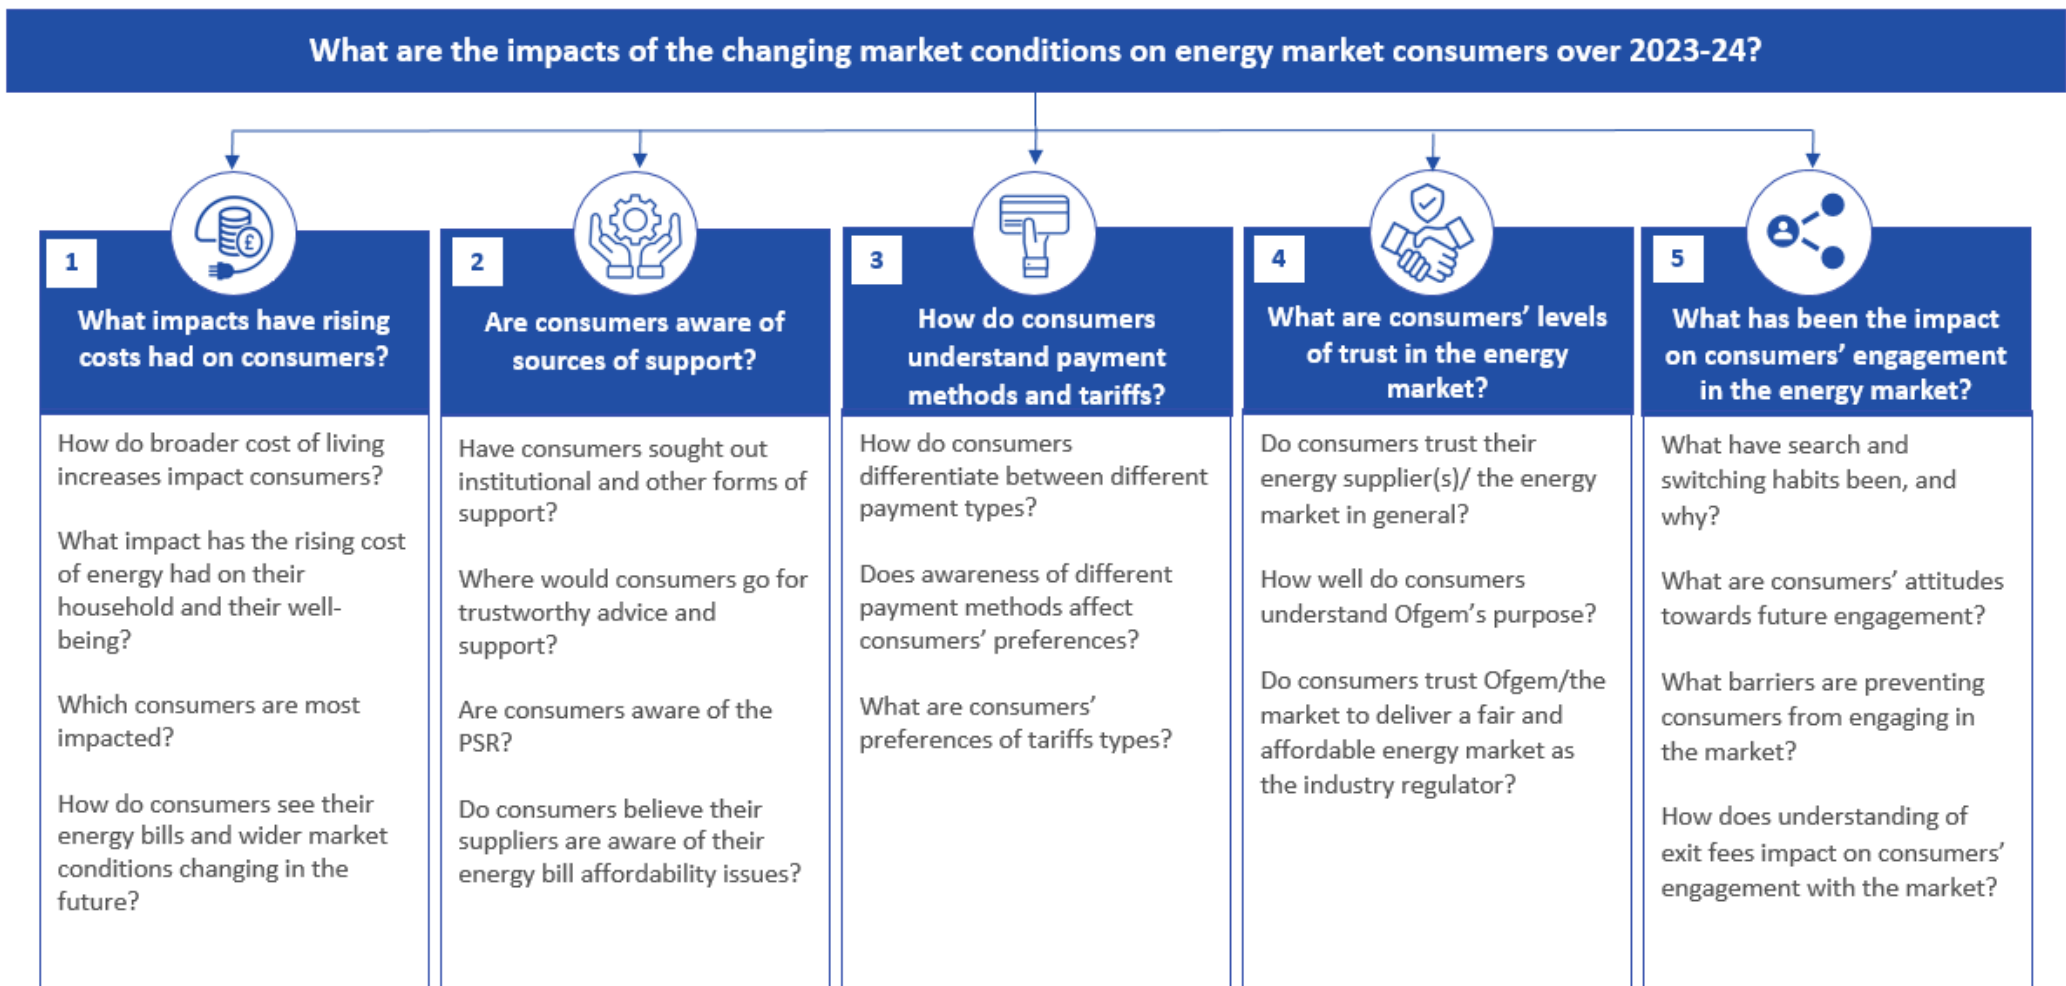 What are the impacts of the changing market conditions on energy market consumers over 2023-24?
£
1
What impacts have rising
costs had on consumers?
How do broader cost of living
increases impact consumers?
What impact has the rising cost
of energy had on their
household and their well-
being?
Which consumers are most
impacted?
How do consumers see their
energy bills and wider market
conditions changing in the
future?
2
Are consumers aware of
sources of support?
Have consumers sought out
institutional and other forms of
support?
Where would consumers go for
trustworthy advice and
support?
Are consumers aware of the
PSR?
Do consumers believe their
suppliers are aware of their
energy bill affordability issues?
3
How do consumers
understand payment
methods and tariffs?
How do consumers
differentiate between different
payment types?
Does awareness of different
payment methods affect
consumers’ preferences?
What are consumers’
preferences of tariffs types?
4
What are consumers’ levels
of trust in the energy
market?
Do consumers trust their
energy supplier(s)/ the energy
market in general?
How well do consumers
understand Ofgem’s purpose?
Do consumers trust Ofgem/the
market to deliver a fair and
affordable energy market as
the industry regulator?
5
What has been the impact
on consumers’ engagement
in the energy market?
What have search and
switching habits been, and
why?
What are consumers’ attitudes
towards future engagement?
What barriers are preventing
consumers from engaging in
the market?
How does understanding of
exit fees impact on consumers’
engagement with the market?